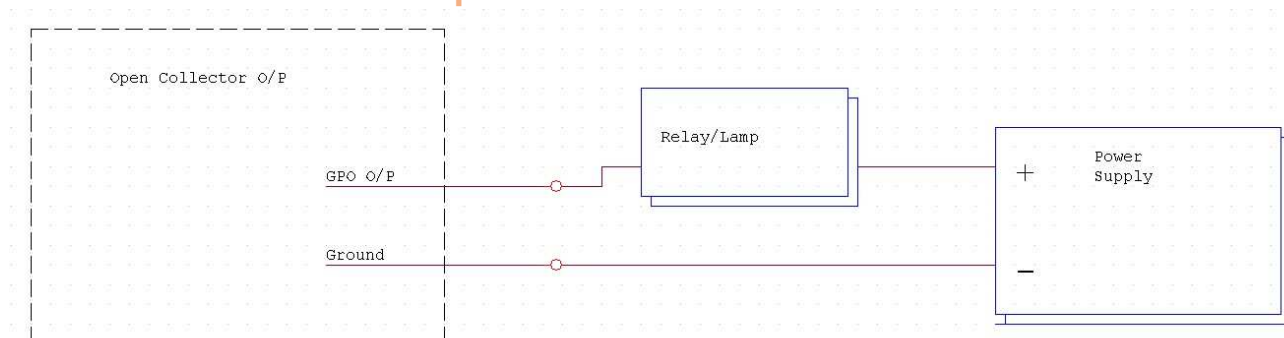 Open Collector O/P
Relay/Lamp
Power
Supply
GPO O/P
+
Ground
−